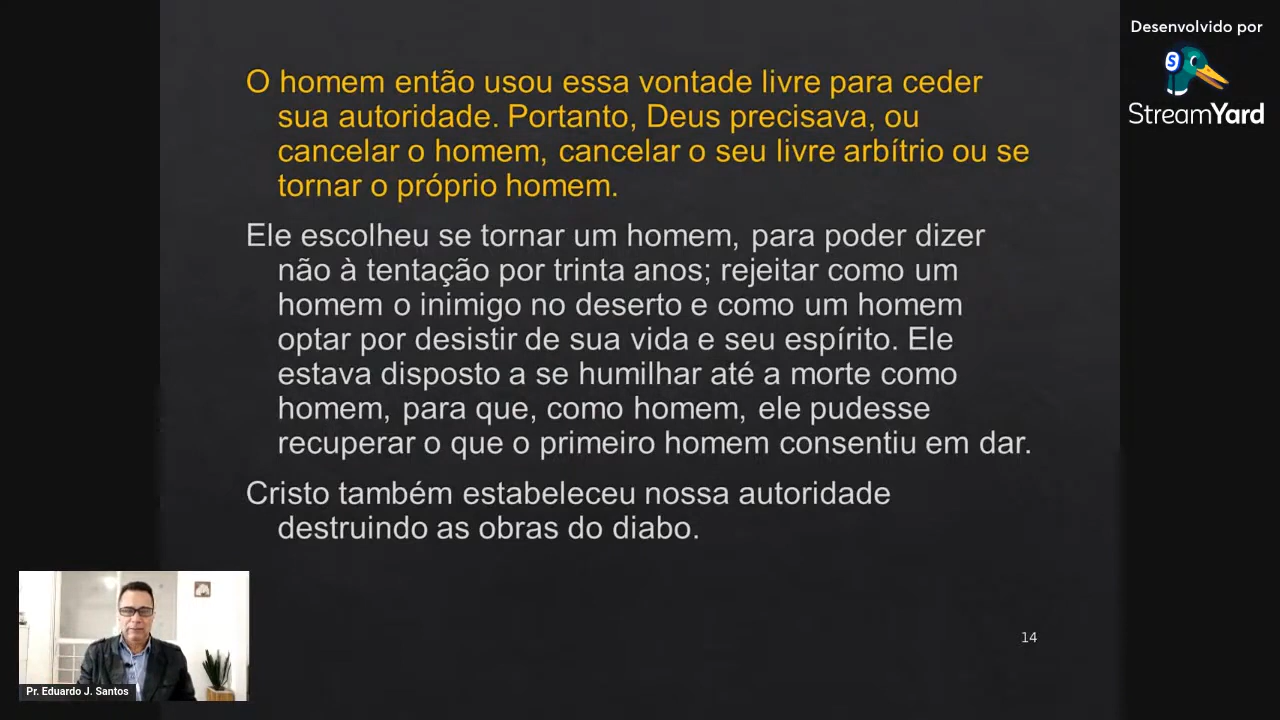 Desenvolvido por
StreamYard
O homem então usou essa vontade livre para ceder
sua autoridade. Portanto, Deus precisava, ou
cancelar o homem, cancelar o seu livre arbítrio ou se
tornar o próprio homem.
Ele escolheu se tornar um homem, para poder dizer
não à tentação por trinta anos; rejeitar como um
homem o inimigo no deserto e como um homem
optar por desistir de sua vida e seu espírito. Ele
estava disposto a se humilhar até a morte como
homem, para que, como homem, ele pudesse
recuperar o que o primeiro homem consentiu em dar.
Cristo também estabeleceu nossa autoridade
destruindo as obras do diabo.
14
Pr. Eduardo J. Santos